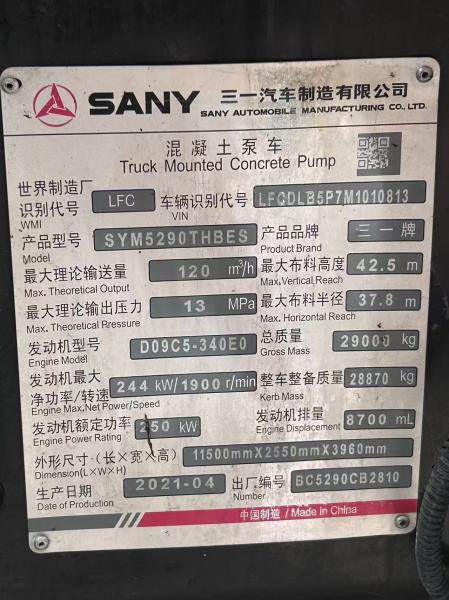 SANY 三一汽车制造有限公司
SANY AUTOMOBILE MANUFACTURING CO., LTD.
混凝土泵车
Truck Mounted Concrete Pump
世界制造厂
识别代号 LFC 车辆识别代号 LFCDLB5P7M1010813
WMI VIN
产品型号 SYM5290THBES 产品品牌 三一牌
Model Product Brand
最大理论输送量 120 m³/h 最大布料高度 42.5 m
Max. Theoretical Output Max.Vertical Reach
最大理论输出压力 13 MPa 最大布料半径 37.8 m
Max. Theoretical Pressure Max. Horizontal Reach
发动机型号 D09C5-340E0 总质量 29000 kg
Engine Model Gross Mass
发动机最大
净功率/转速 244 kW/1900 r/min 整车整备质量 28870 kg
Engine Max.Net Power/Speed Kerb Mass
发动机额定功率 250 kW 发动机排量 8700 mL
Engine Power Rating Engine Displacement
外形尺寸(长×宽×高) 11500mmX2550mmX3960mm
Dimension(L×W×H)
生产日期 2021-04 出厂编号 BC5290CB2810
Date of Production Serial Number
中国制造 / Made in China